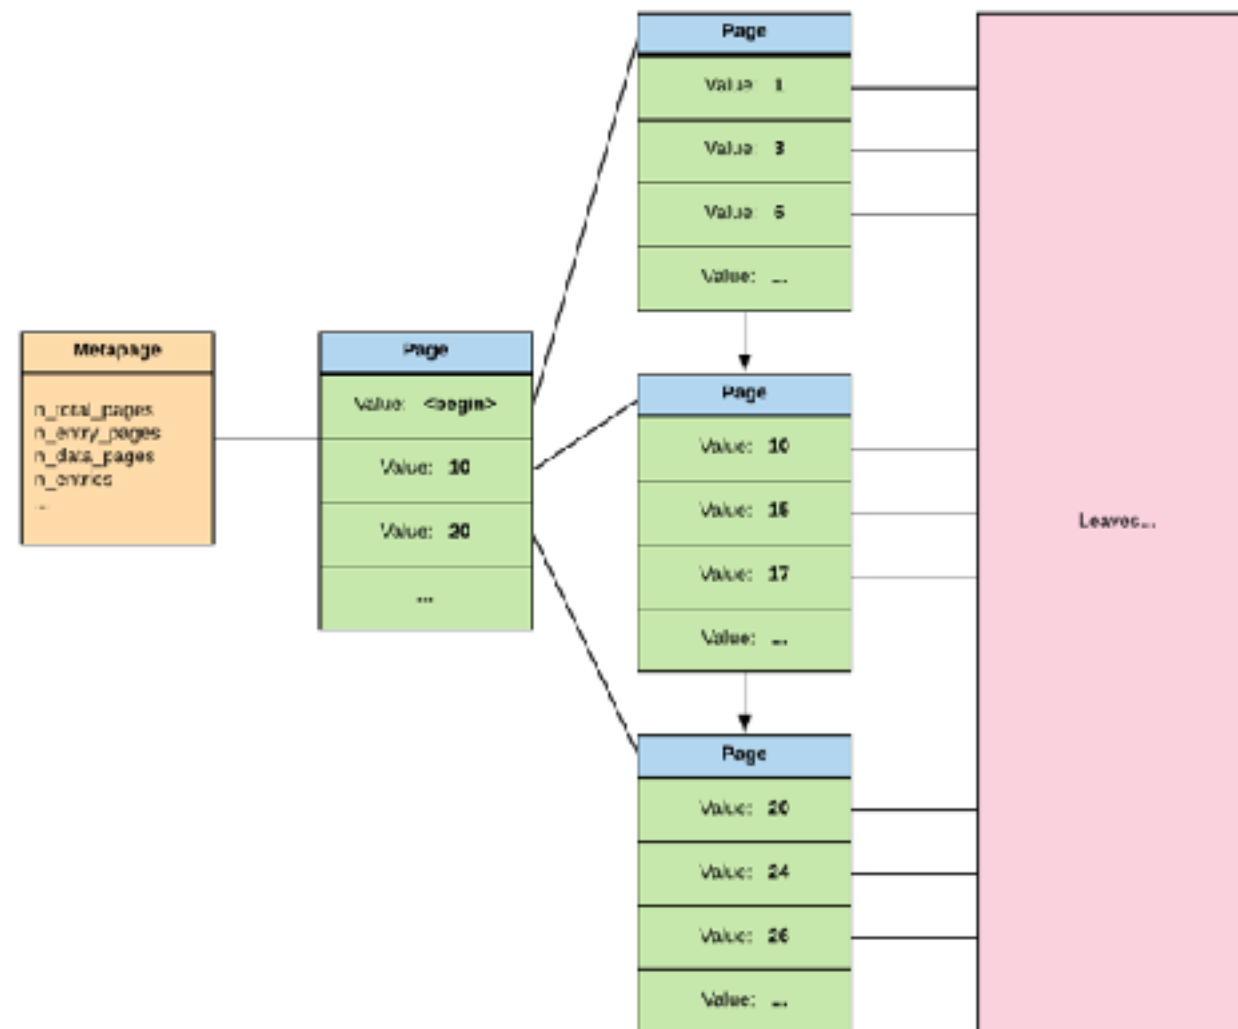 Metapage
n_total_pages
n_entry_pages
n_data_pages
n_entries
...
Page
Value: <begin>
Value: 10
Value: 20
...
Page
Value: 1
Value: 3
Value:
Value: ...
Page
Value: 10
Value: 15
Value: 17
Value: ...
Page
Value: 20
Value: 24
Value: 26
Value: ...
Leaves...